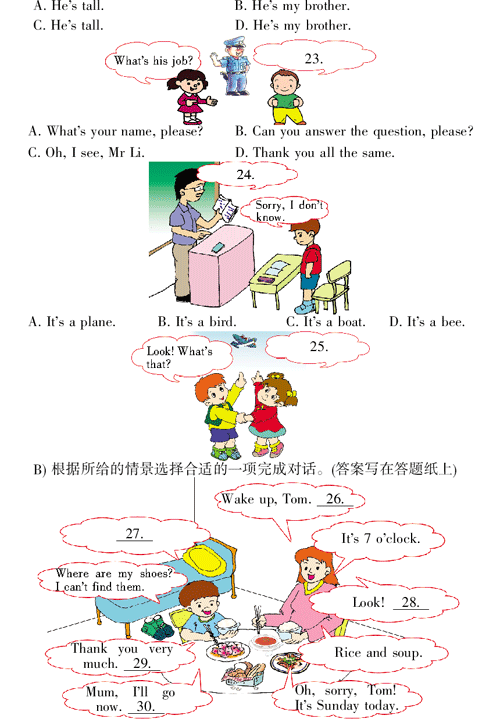 A. He's tall. B. He's my brother.
C. He's tall. D. He's my brother.
What's his job?
23.
A. What's your name, please? B. Can you answer the question, please?
C. Oh, I see, Mr Li. D. Thank you all the same.
24.
Sorry, I don't
know.
A. It's a plane. B. It's a bird. C. It's a boat. D. It's a bee.
Look! What's
that?
25.
B) 根据所给的情景选择合适的一项完成对话。(答案写在答题纸上)
Wake up, Tom. 26.
27.
It's 7 o'clock.
Where are my shoes?
I can't find them.
Look! 28.
Thank you very
much. 29.
Rice and soup.
Mum, I'll go
now. 30.
Oh, sorry, Tom!
It's Sunday today.